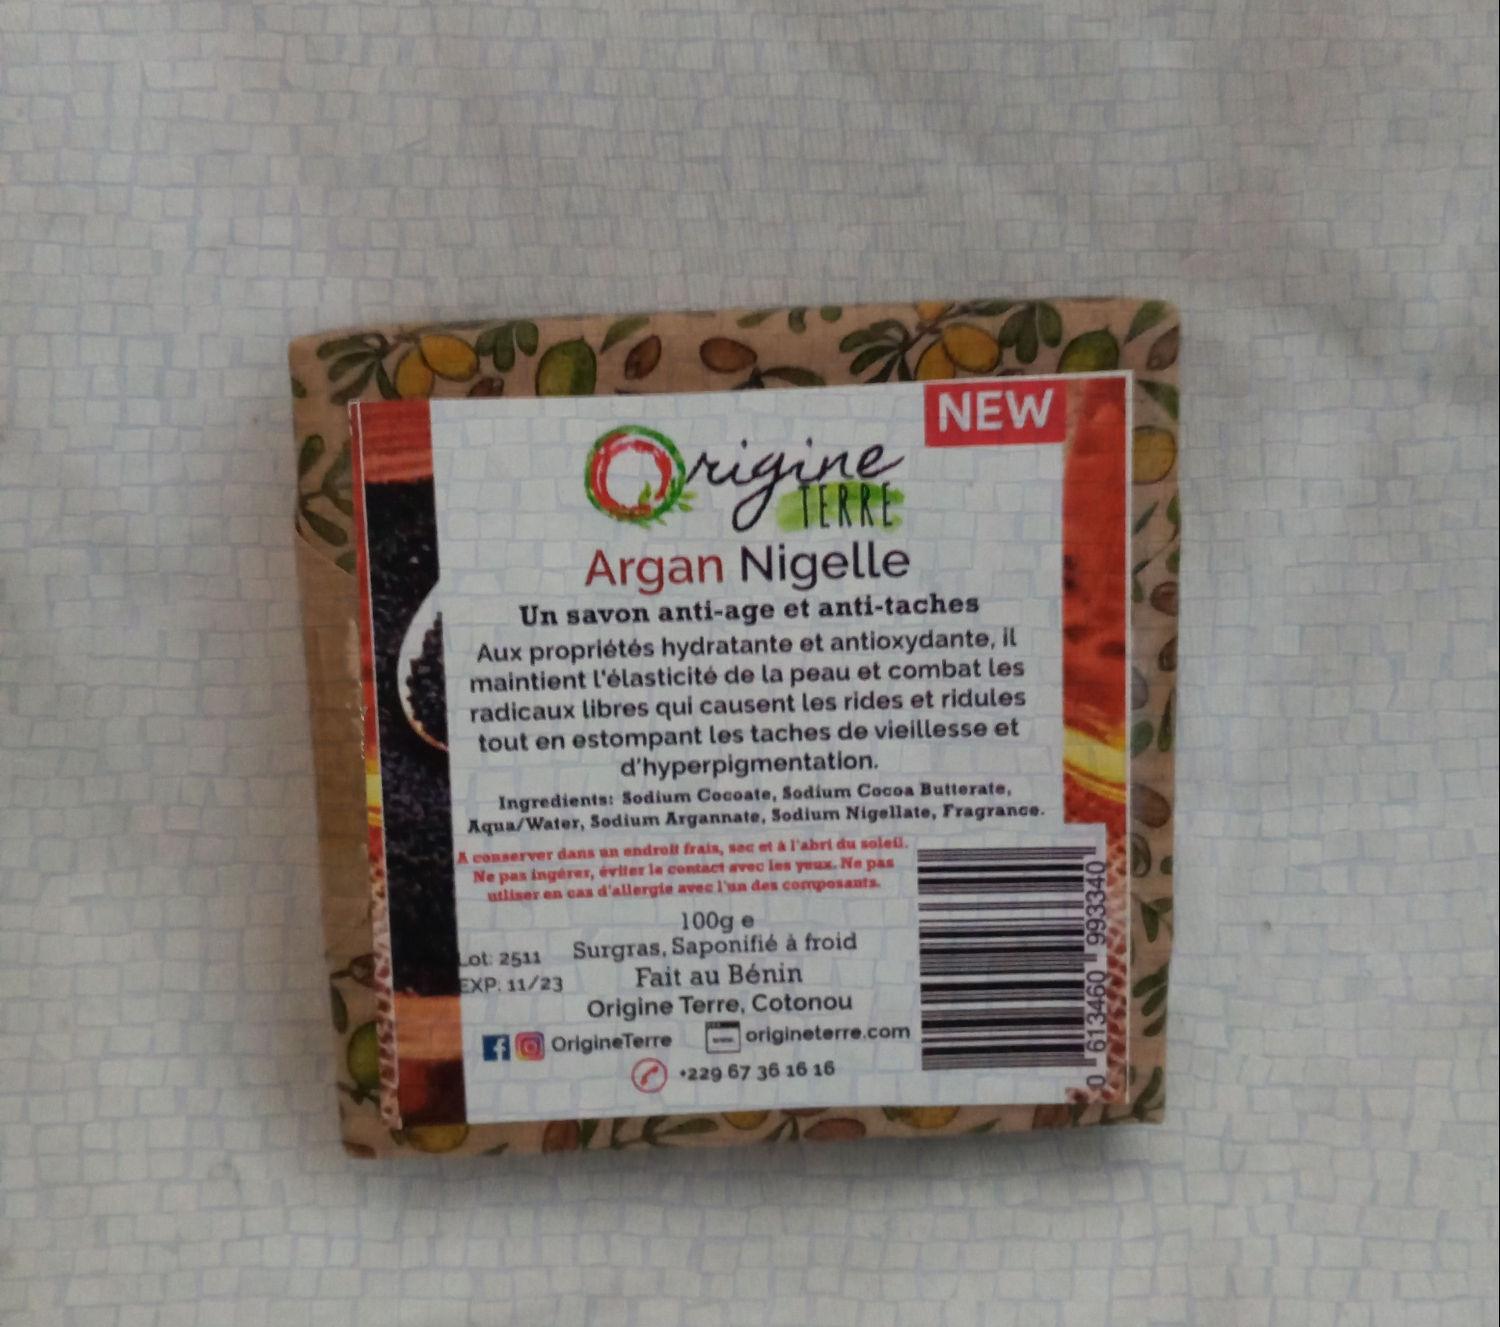 NEW
Origine
TERRE
Argan Nigelle
Un savon anti-age et anti-taches
Aux propriétés hydratante et antioxydante, il
maintient l'élasticité de la peau et combat les
radicaux libres qui causent les rides et ridules
tout en estompant les taches de vieillesse et
d'hyperpigmentation.
Ingredients: Sodium Cocoate, Sodium Cocoa Butterate,
Aqua/Water, Sodium Argannate, Sodium Nigellate, Fragrance.
A conserver dans un endroit frais, sec et à l'abri du soleil.
Ne pas ingérer, éviter le contact avec les yeux. Ne pas
utliser en cas d'allergie avec l'un des composants.
100g e
Surgras, Saponifié à froid
Lot: 2511
EXP: 11/23
Fait au Bénin
Origine Terre, Cotonou
OrigineTerre
origineterre.com
+229 67 36 16 16
0 613460 993340